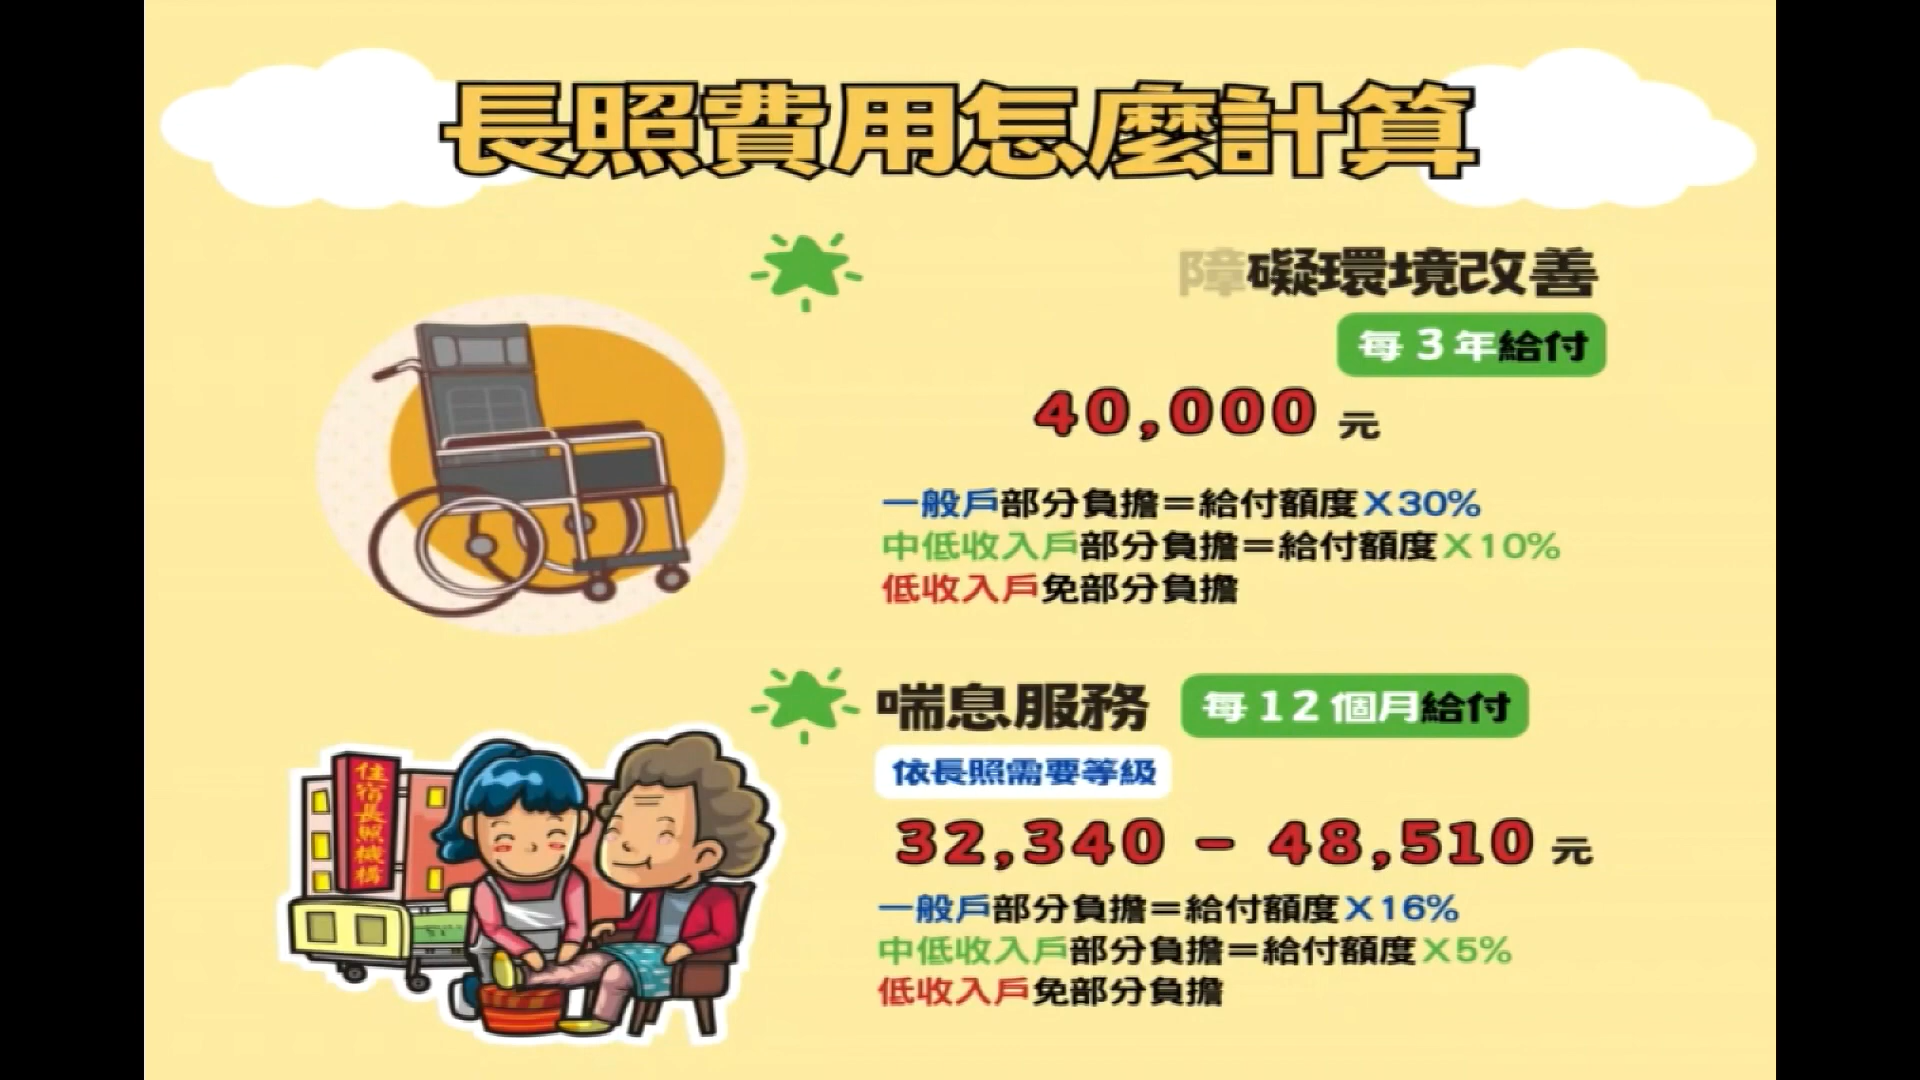 長照費用怎麼計算
障礙環境改善
每3年給付
40,000元
一般戶部分負擔=給付額度X30%
中低收入戶部分負擔=給付額度X10%
低收入戶免部分負擔
喘息服務 每12個月給付
依長照需要等級
32,340-48,510元
一般戶部分負擔=給付額度X16%
中低收入戶部分負擔=給付額度X5%
低收入戶免部分負擔
住宿長照機構